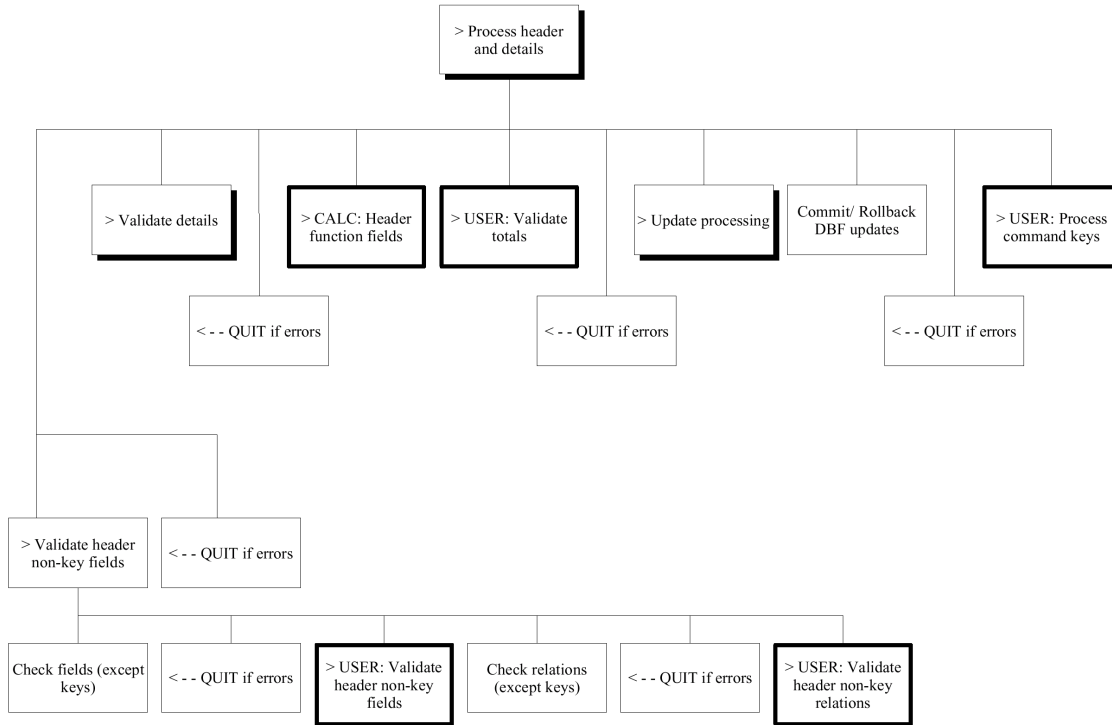 > Process header
and details
> Validate details
> CALC: Header
function fields
> USER: Validate
totals
> Update processing
Commit/ Rollback
DBF updates
> USER: Process
command keys
< - - QUIT if errors
< - - QUIT if errors
< - - QUIT if errors
> Validate header
non-key fields
< - - QUIT if errors
Check fields (except
keys)
< - - QUIT if errors
> USER: Validate
header non-key
fields
Check relations
(except keys)
< - - QUIT if errors
> USER: Validate
header non-key
relations